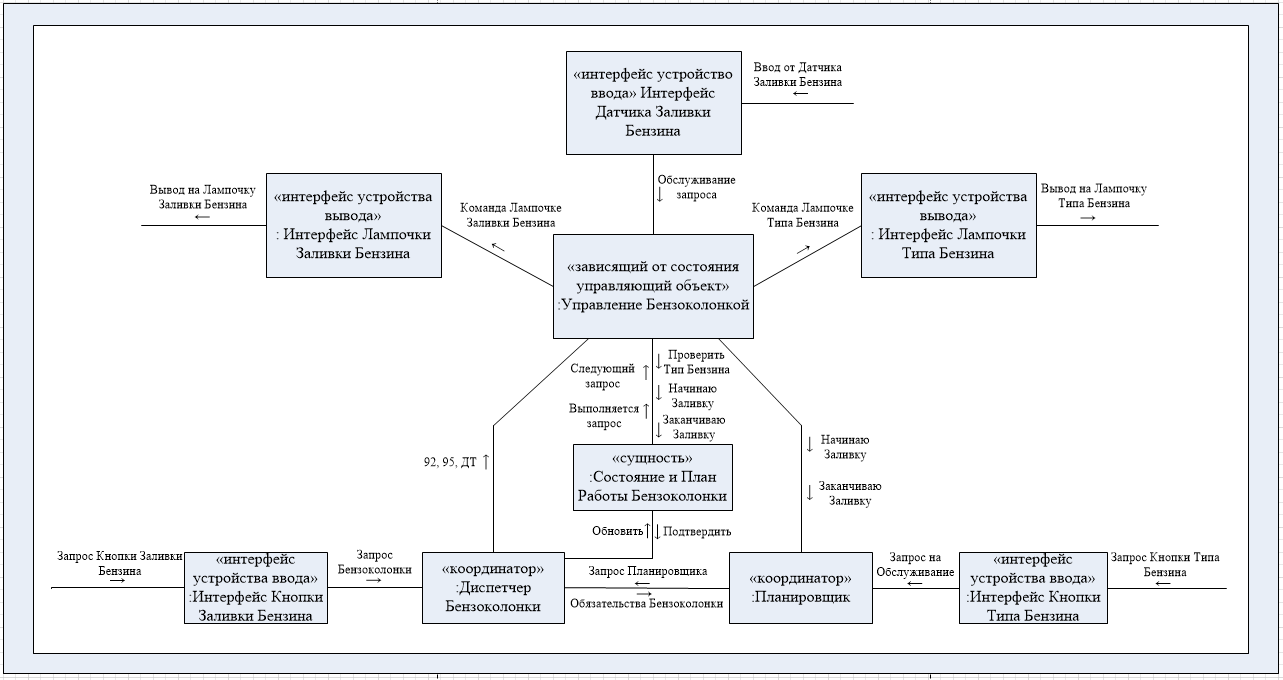 «интерфейс устройство
ввода» Интерфейс
Датчика Заливки
Бензина
Ввод от Датчика
Заливки Бензина
←
Вывод на Лампочку
Заливки Бензина
←
«интерфейс устройства
вывода»
: Интерфейс Лампочки
Заливки Бензина
Команда Лампочке
Заливки Бензина
←
↓ Обслуживание
запроса
Команда Лампочке
Типа Бензина
→
«интерфейс устройства
вывода»
: Интерфейс Лампочки
Типа Бензина
Вывод на Лампочку
Типа Бензина
→
«зависящий от состояния
управляющий объект»
:Управление Бензоколонкой
Следующий
запрос ↑
Выполняется
запрос ↑
↓ Проверить
Тип Бензина
↓ Начинаю
Заливку
↓ Заканчиваю
Заливку
92, 95, ДТ ↑
«сущность»
:Состояние и План
Работы Бензоколонки
↓ Начинаю
Заливку
↓ Заканчиваю
Заливку
Обновить ↑ ↓ Подтвердить
Запрос Кнопки Заливки
Бензина
→
«интерфейс
устройства ввода»
:Интерфейс Кнопки
Заливки Бензина
Запрос
Бензоколонки
→
«координатор»
:Диспетчер
Бензоколонки
Запрос Планировщика
←
→
Обязательства Бензоколонки
«координатор»
:Планировщик
Запрос на
Обслуживание
←
«интерфейс
устройства ввода»
:Интерфейс Кнопки
Типа Бензина
Запрос Кнопки Типа
Бензина
←